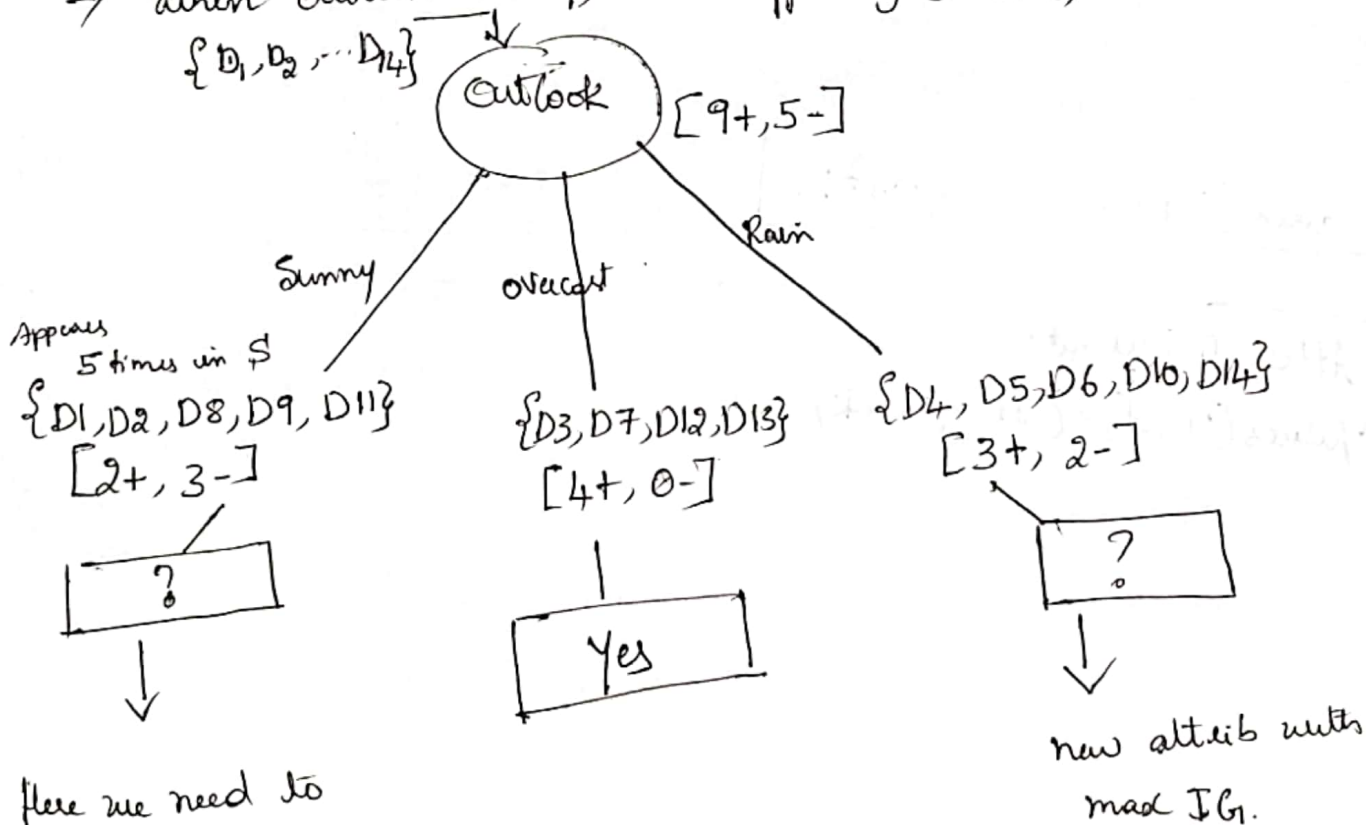 {D1, D2, ... D14}
Outlook
[9+, 5-]
Sunny
overcast
Rain
Appears
5 times in S
{D1, D2, D8, D9, D11}
[2+, 3-]
{D3, D7, D12, D13}
[4+, 0-]
{D4, D5, D6, D10, D14}
[3+, 2-]
?
Yes
?
Here we need to
new attrib with
max IG.